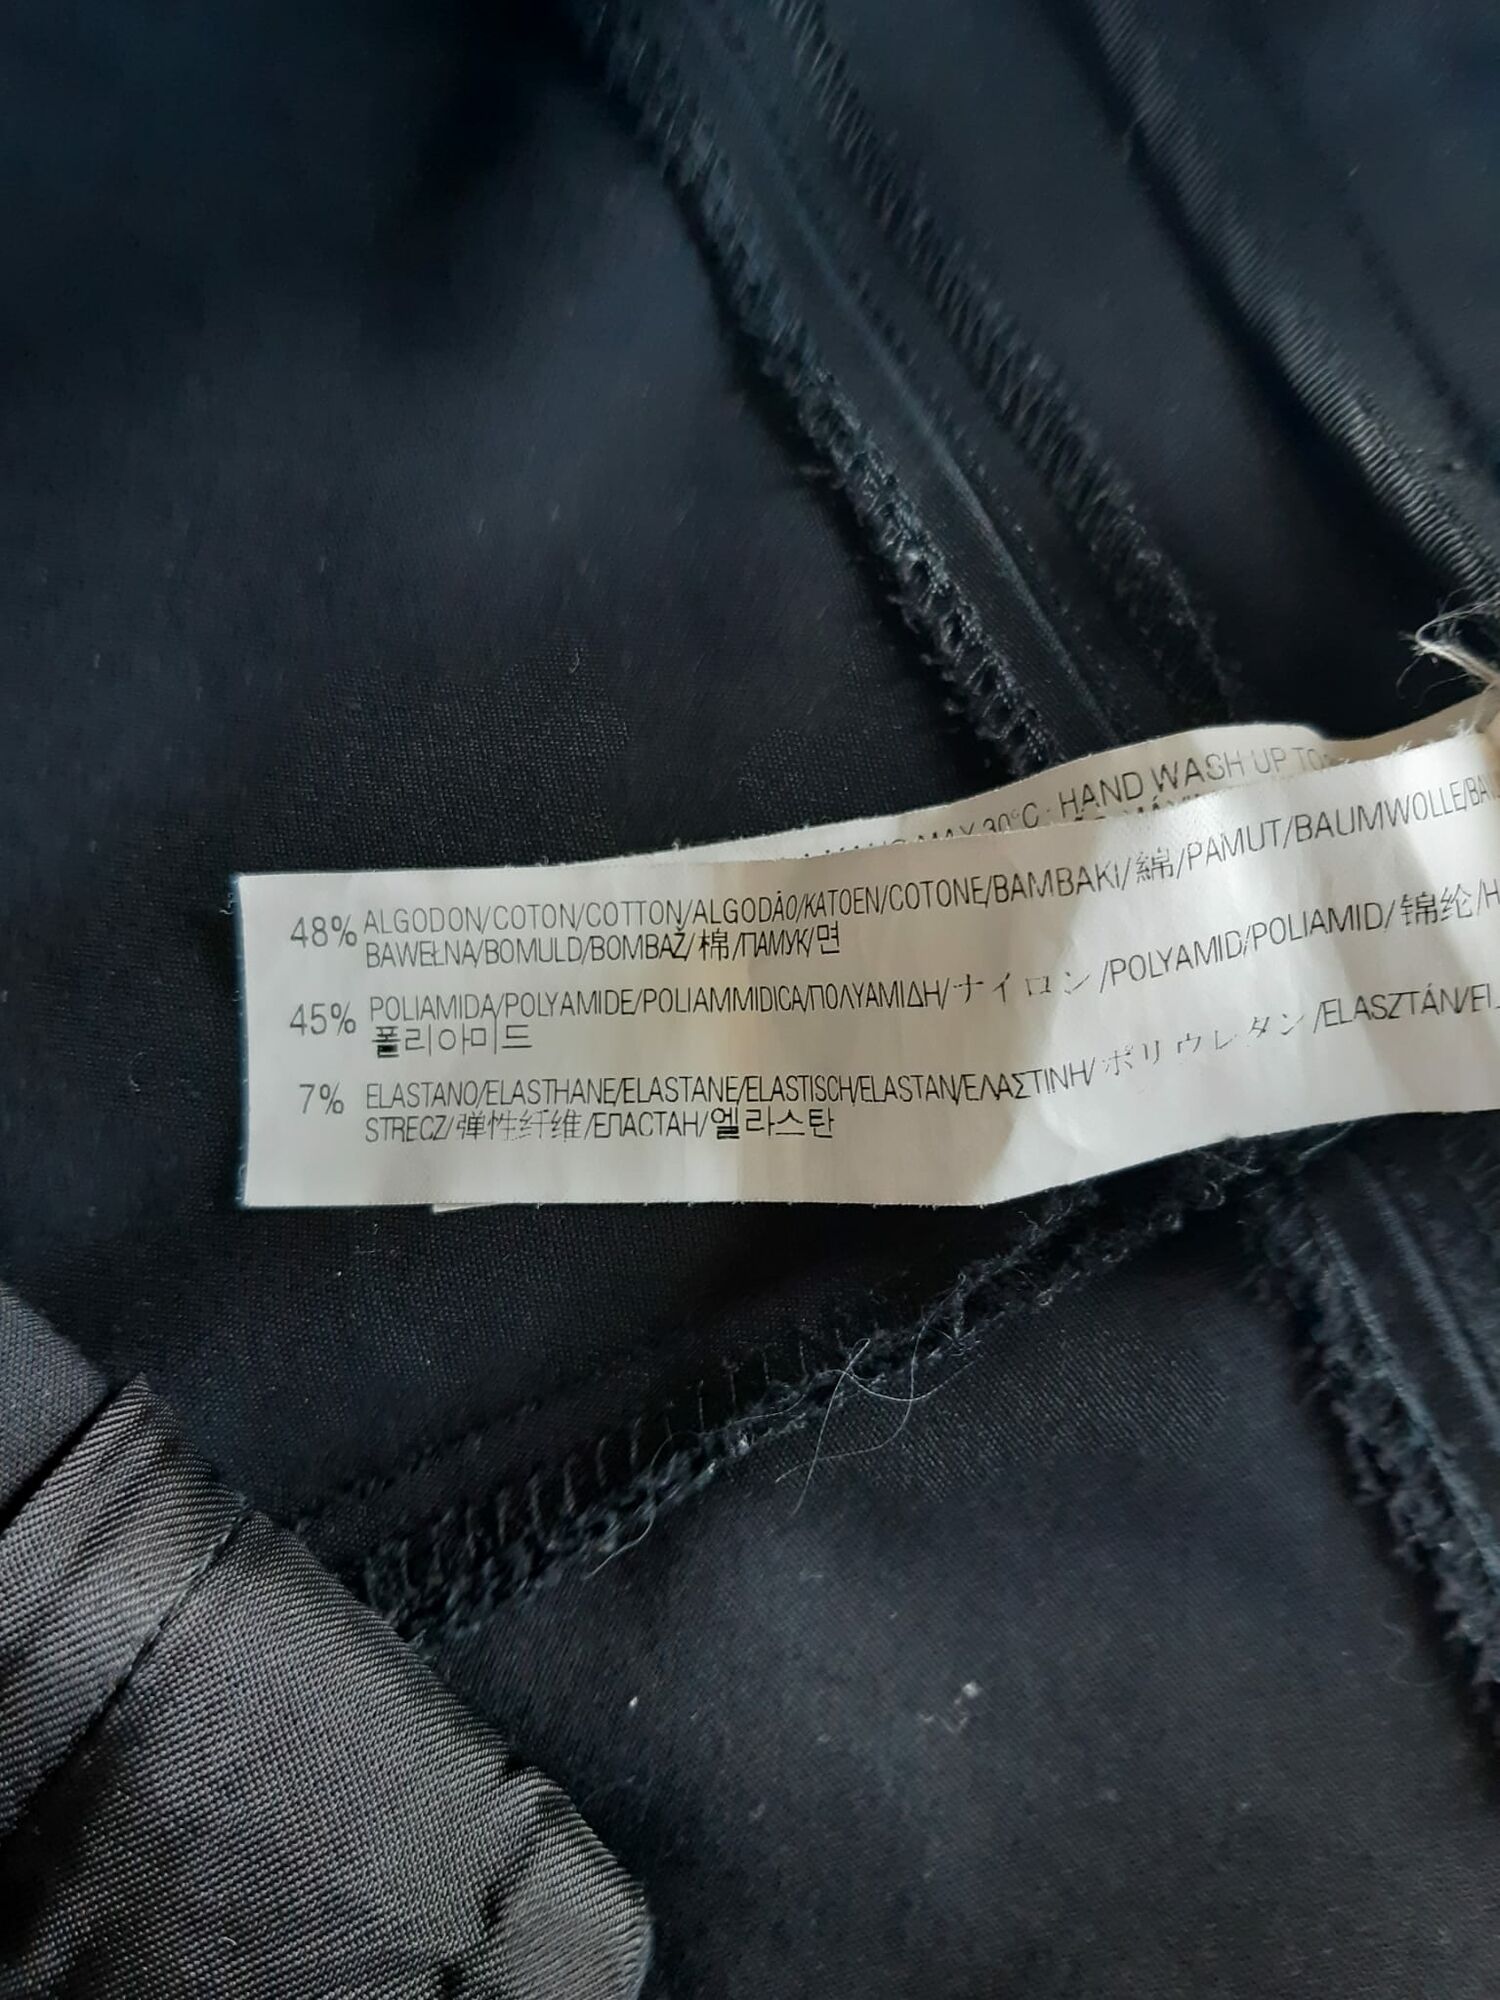 MAX 30°C · HAND WASH UP TO
48% ALGODON/COTON/COTTON/ALGODÃO/KATOEN/COTONE/BAMBAKI/綿/PAMUT/BAUMWOLLE/
BAWEŁNA/BOMULD/BOMBAŽ/棉/ПАМУК/면
45% POLIAMIDA/POLYAMIDE/POLIAMMIDICA/ΠΟΛΥΑΜΙΔΗ/ナイロン/POLYAMID/POLIAMID/锦纶/
폴리아미드
7% ELASTANO/ELASTHANE/ELASTANE/ELASTISCH/ELASTAN/ΕΛΑΣΤΙΝΗ/ポリウレタン/ELASZTÁN/
STRECZ/弹性纤维/ЕПАСТАН/엘라스탄